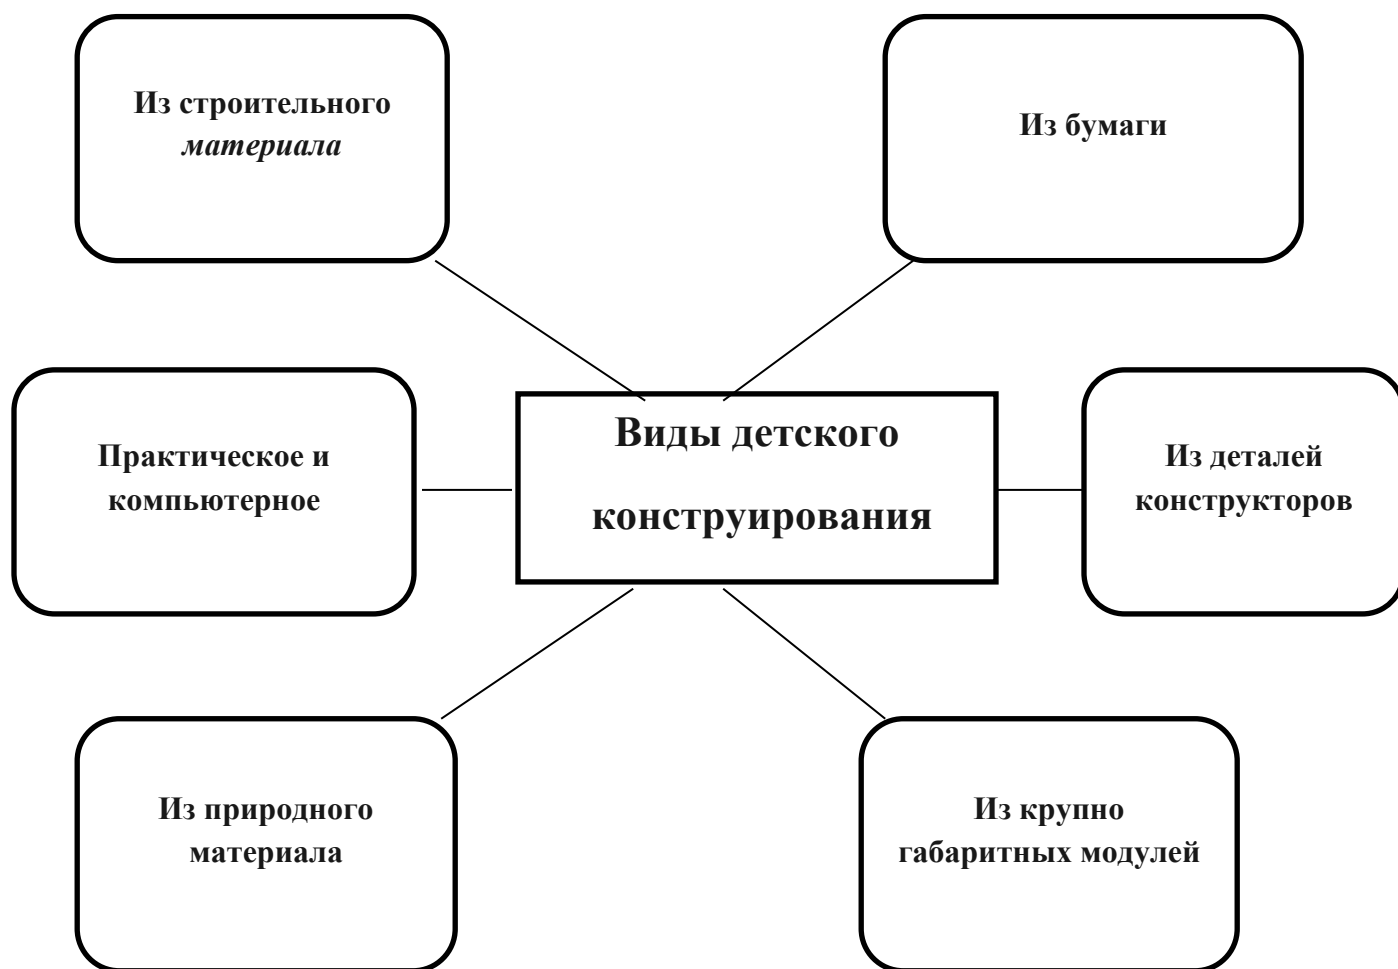 Из строительного
материала
Из бумаги
Практическое и
компьютерное
Виды детского
конструирования
Из деталей
конструкторов
Из природного
материала
Из крупно
габаритных модулей